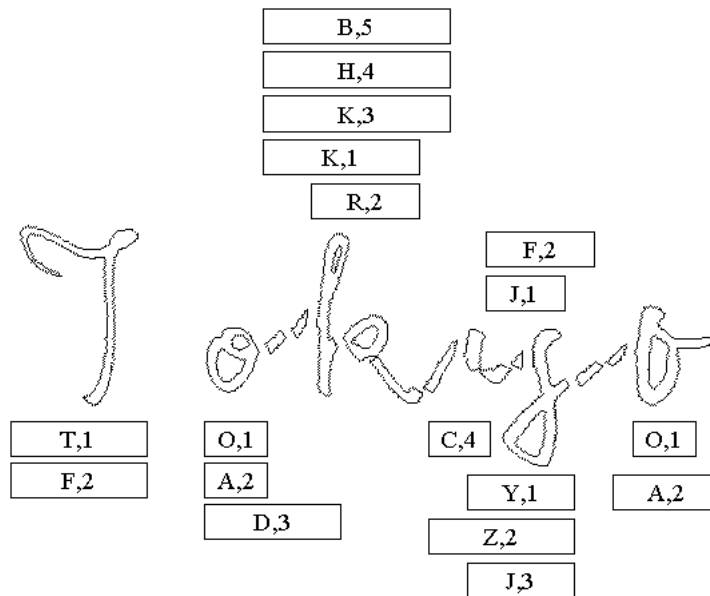 B,5
H,4
K,3
K,1
R,2
F,2
J,1
Tokyo
T,1 O,1 C,4 O,1
F,2 A,2 Y,1 A,2
D,3 Z,2
J,3